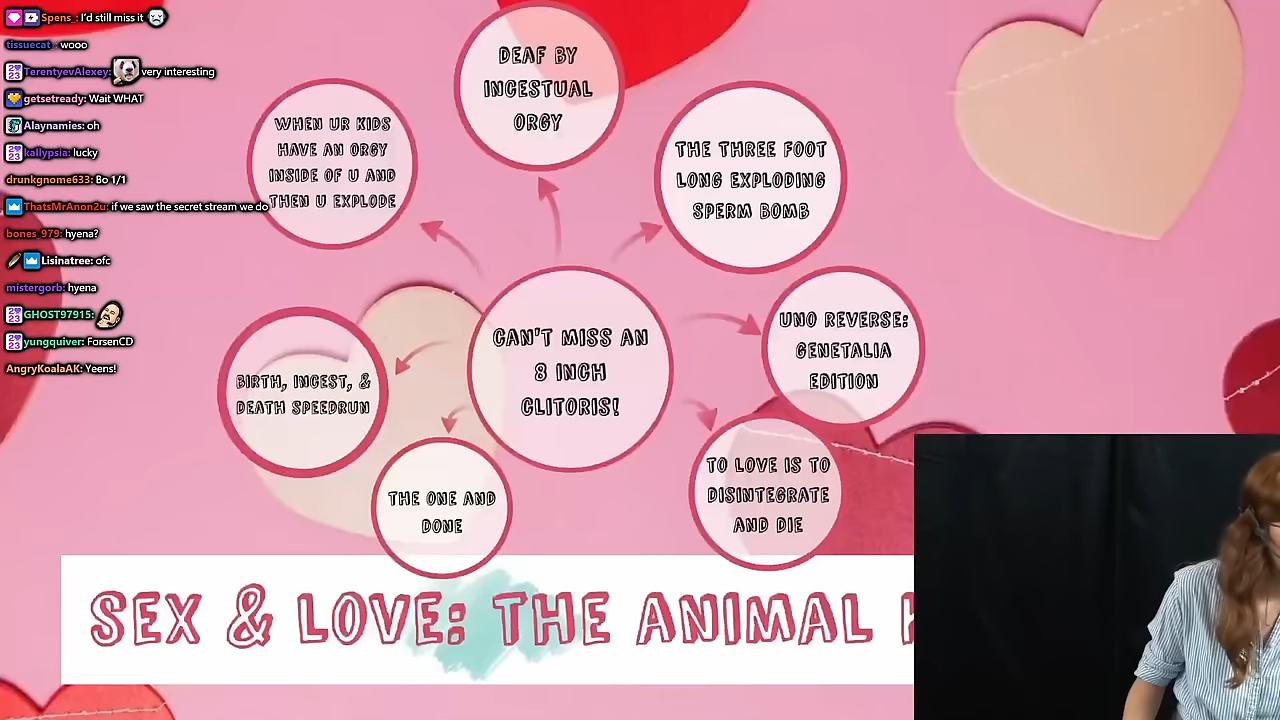 Spens_: I'd still miss it
tissuecat: wooo
TerentyevAlexey: very interesting
getsetready: Wait WHAT
Alaynamies: oh
kallypsia: lucky
drunkgnome633: Bo 1/1
ThatsMrAnon2u: if we saw the secret stream we do
bones_979: hyena?
Lisinatree: ofc
mistergorb: hyena
GHOST97915:
yungquiver: ForsenCD
AngryKoalaAK: Yeens!
DEAF BY
INCESTUAL
ORGY
WHEN UR KIDS
HAVE AN ORGY
INSIDE OF U AND
THEN U EXPLODE
THE THREE FOOT
LONG EXPLODING
SPERM BOMB
CAN'T MISS AN
8 INCH
CLITORIS!
UNO REVERSE:
GENETALIA
EDITION
BIRTH, INCEST, &
DEATH SPEEDRUN
THE ONE AND
DONE
TO LOVE IS TO
DISINTEGRATE
AND DIE
SEX & LOVE: THE ANIMAL